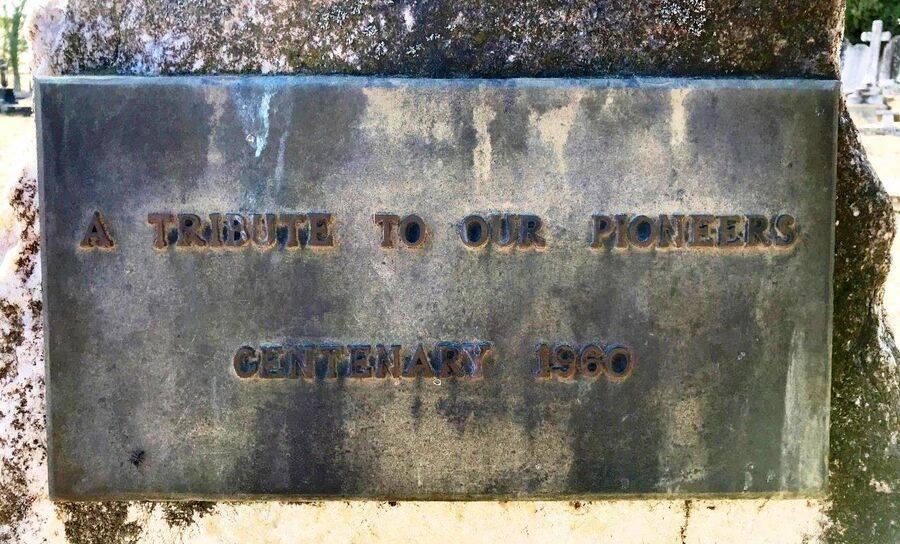 A TRIBUTE TO OUR PIONEERS
CENTENARY 1960